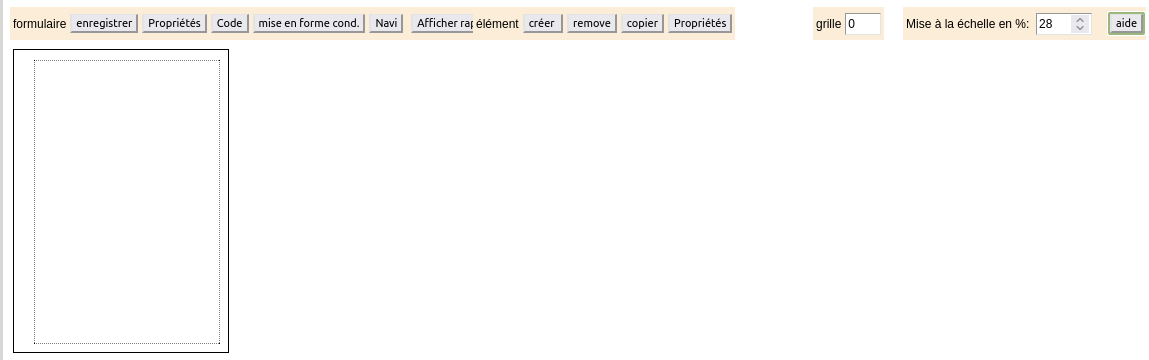 formulaire enregistrer Propriétés Code mise en forme cond. Navi Afficher élément créer remove copier Propriétés grille 0 Mise à la échelle en %: 28 aide